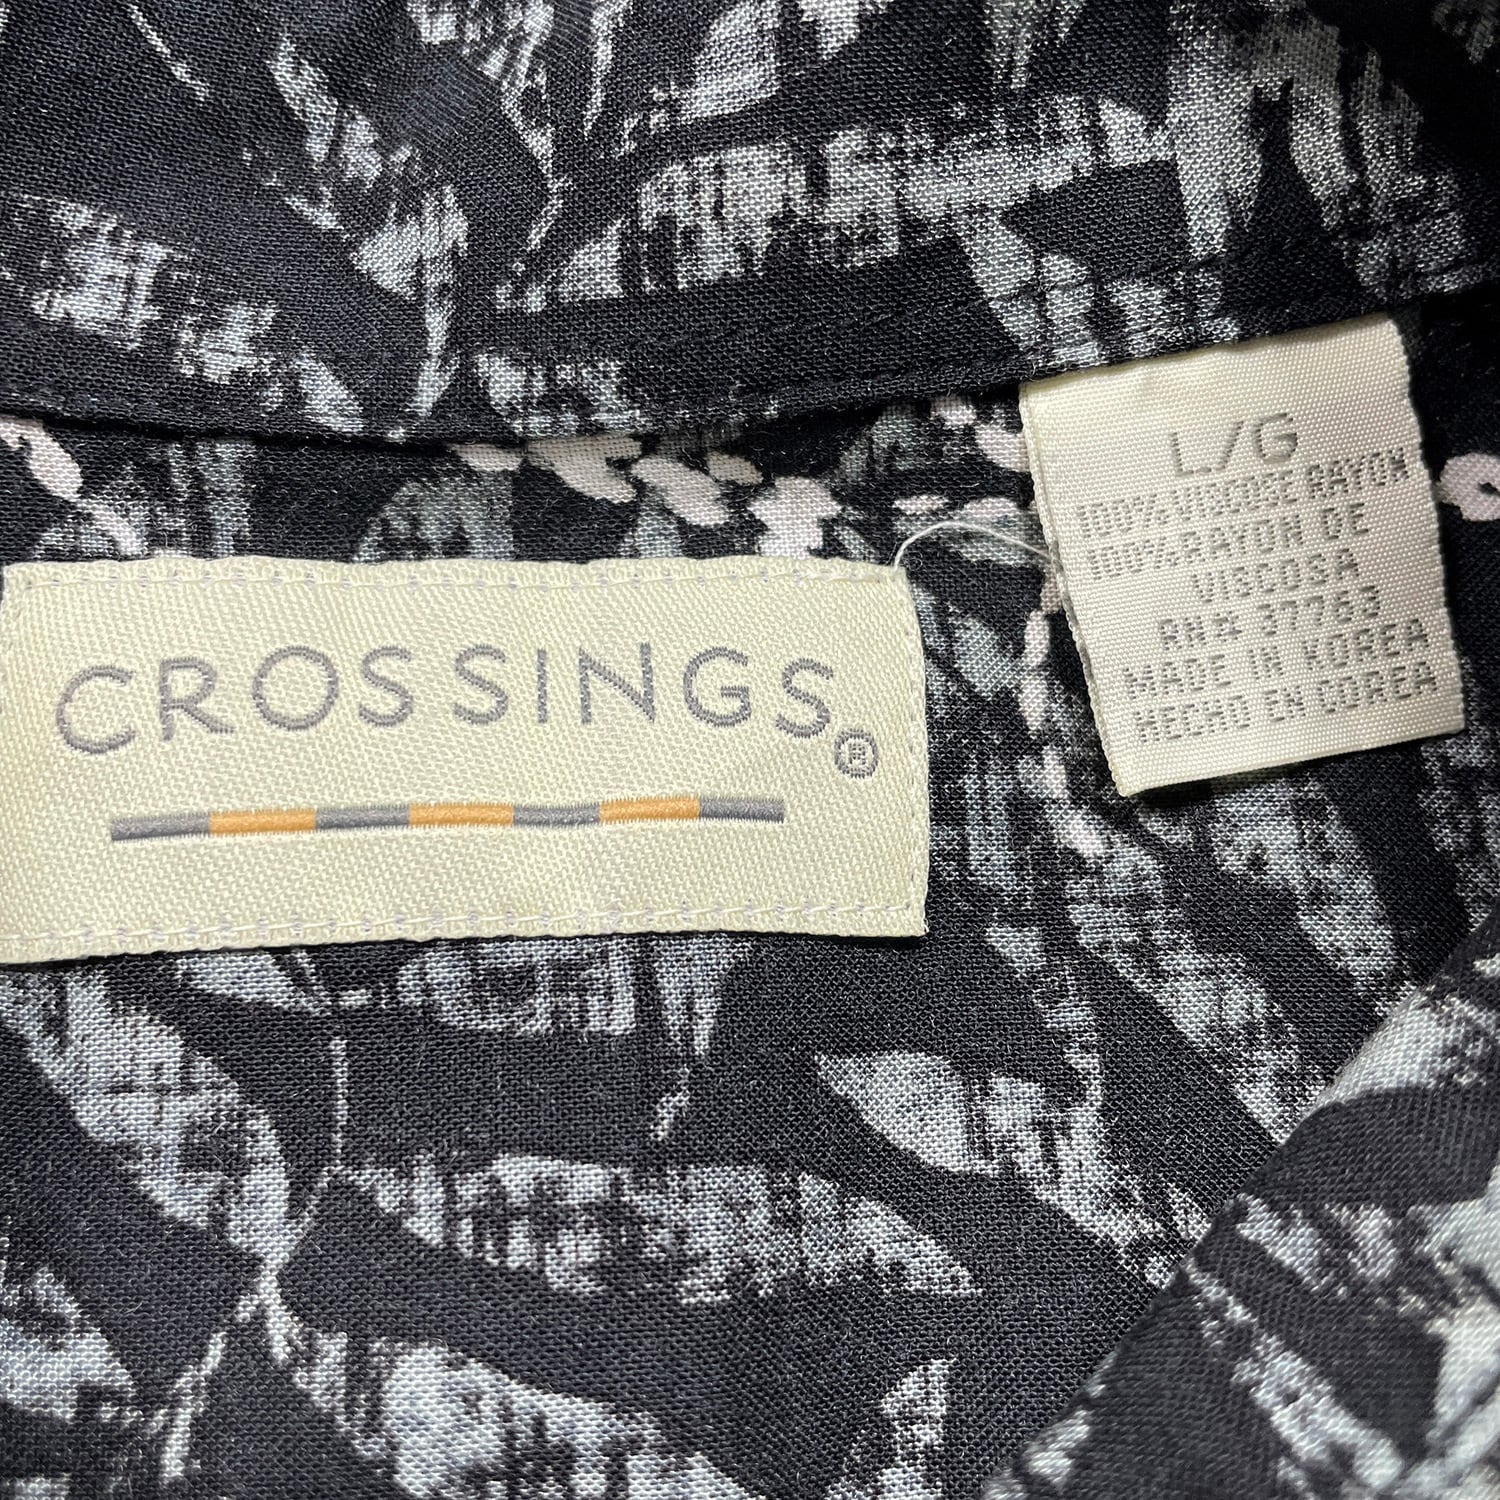 CROSSINGS®
L/G
100% VISCOSE RAYON
100% RAYON DE
VISCOSA
RN# 37763
MADE IN KOREA
HECHO EN COREA